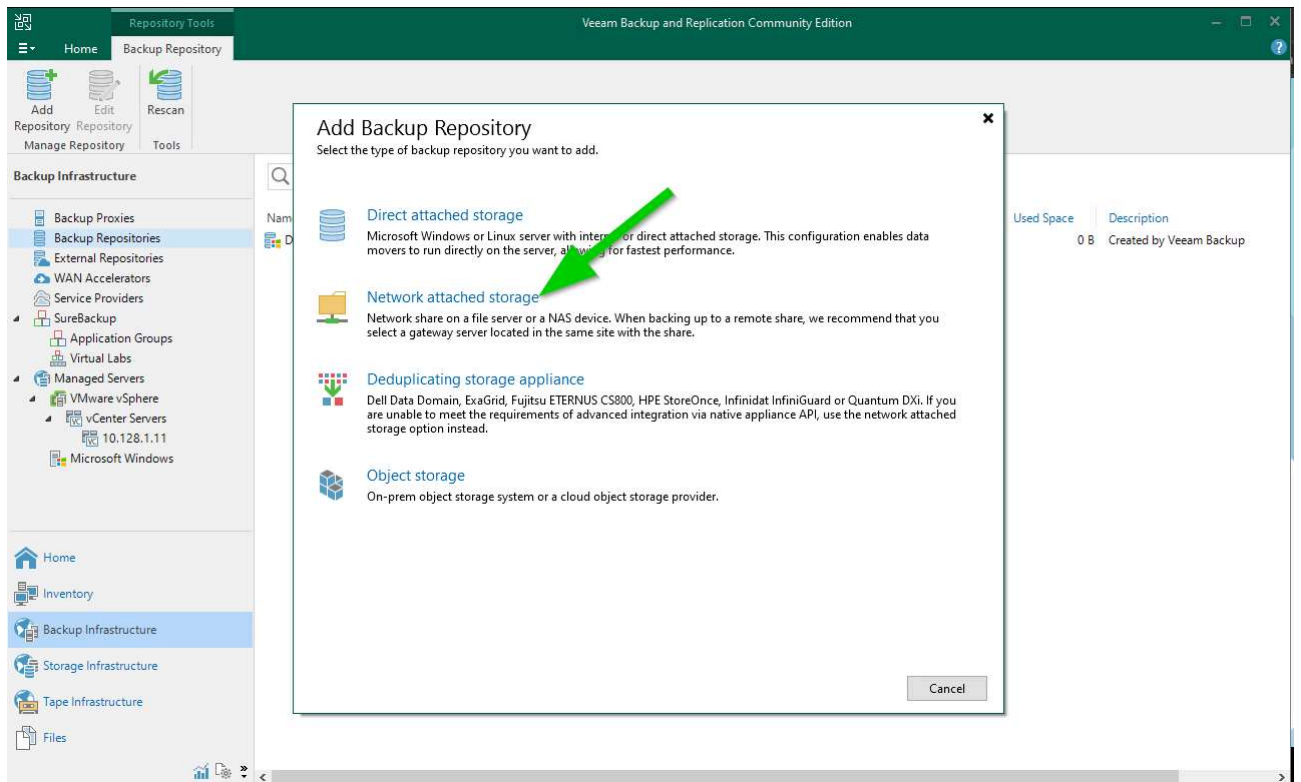 Repository Tools
Veeam Backup and Replication Community Edition
Home
Backup Repository
Add
Repository
Edit
Repository
Rescan
Manage Repository
Tools
Backup Infrastructure
Backup Proxies
Backup Repositories
External Repositories
WAN Accelerators
Service Providers
SureBackup
Application Groups
Virtual Labs
Managed Servers
VMware vSphere
vCenter Servers
10.128.1.11
Microsoft Windows
Home
Inventory
Backup Infrastructure
Storage Infrastructure
Tape Infrastructure
Files
Nam
D
Used Space
Description
0 B
Created by Veeam Backup
Add Backup Repository
Select the type of backup repository you want to add.
Direct attached storage
Microsoft Windows or Linux server with internal or direct attached storage. This configuration enables data
movers to run directly on the server, allowing for fastest performance.
Network attached storage
Network share on a file server or a NAS device. When backing up to a remote share, we recommend that you
select a gateway server located in the same site with the share.
Deduplicating storage appliance
Dell Data Domain, ExaGrid, Fujitsu ETERNUS CS800, HPE StoreOnce, Infinidat InfiniGuard or Quantum DXi. If you
are unable to meet the requirements of advanced integration via native appliance API, use the network attached
storage option instead.
Object storage
On-prem object storage system or a cloud object storage provider.
Cancel